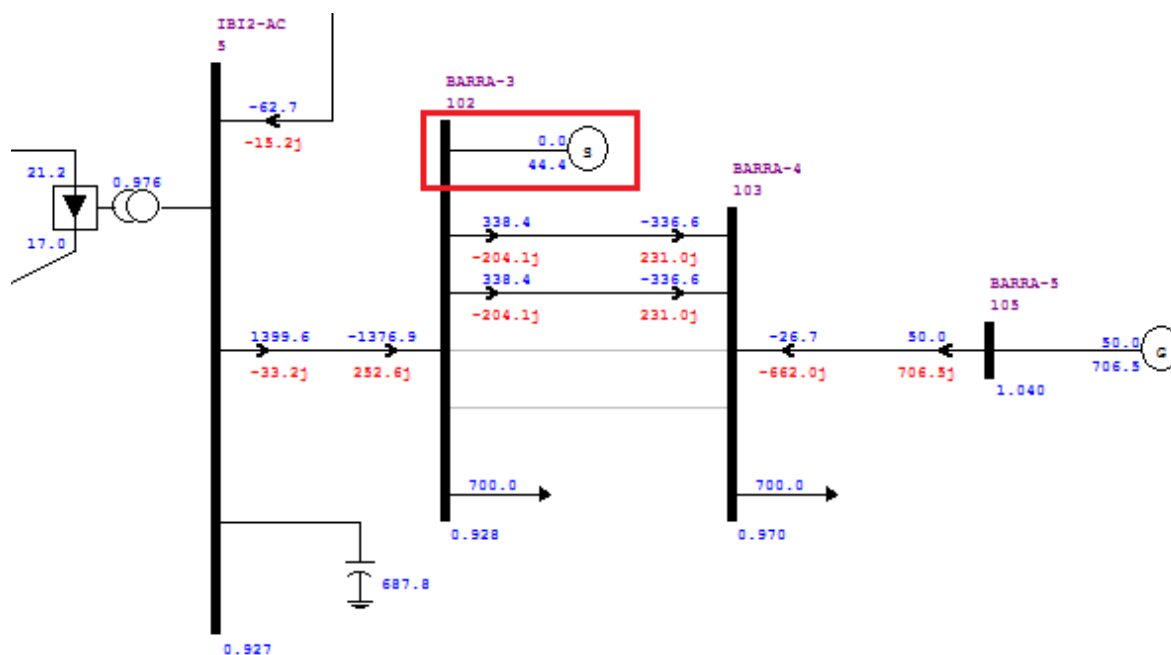 IBI2-AC
5
-62.7
-15.2j
21.2
0.976
17.0
1399.6
-1376.9
-33.2j
252.6j
687.8
0.927
BARRA-3
102
0.0
44.4
S
338.4
-336.6
-204.1j
231.0j
338.4
-336.6
-204.1j
231.0j
700.0
0.928
BARRA-4
103
-26.7
50.0
-662.0j
706.5j
700.0
0.970
BARRA-5
105
50.0
706.5
G
1.040